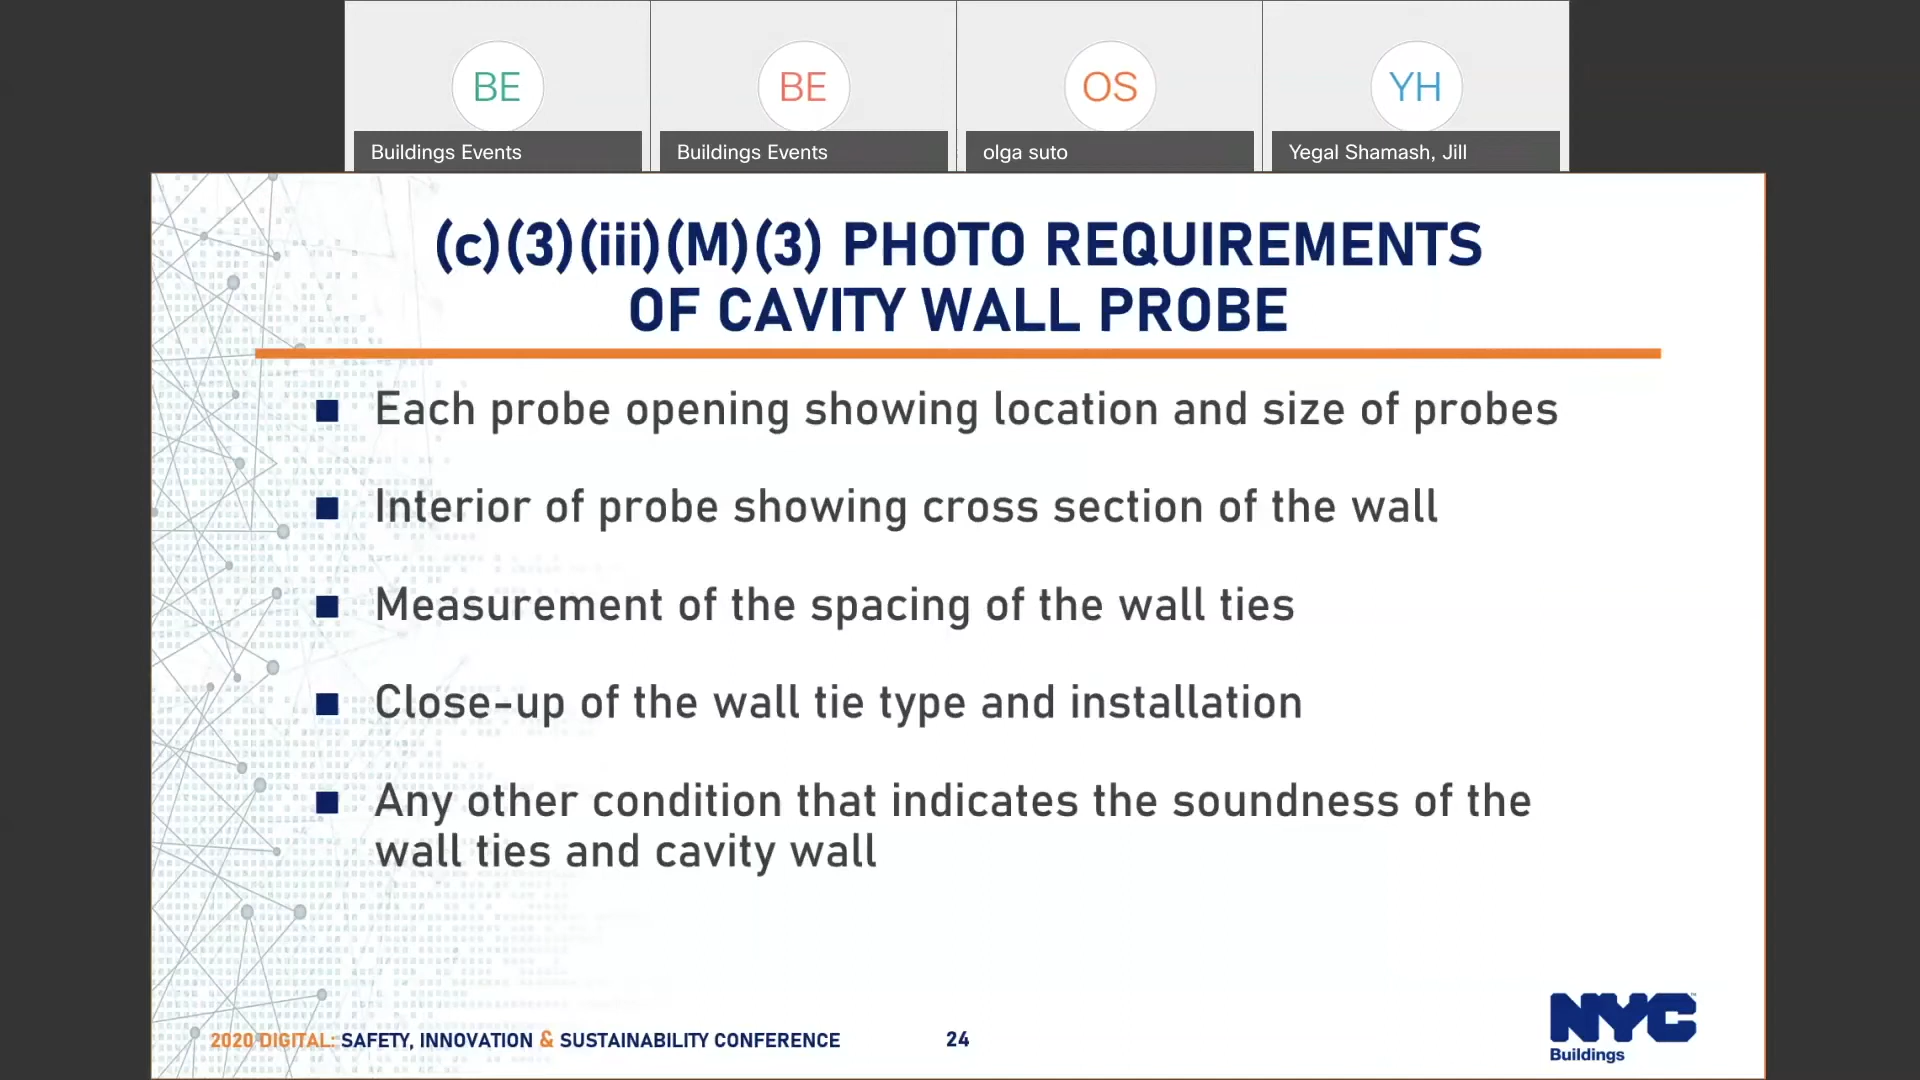 BE
BE
OS
YH
Buildings Events
Buildings Events
olga suto
Yegal Shamash, Jill
(c)(3)(iii)(M)(3) PHOTO REQUIREMENTS
OF CAVITY WALL PROBE
■ Each probe opening showing location and size of probes
■ Interior of probe showing cross section of the wall
■ Measurement of the spacing of the wall ties
■ Close-up of the wall tie type and installation
■ Any other condition that indicates the soundness of the
wall ties and cavity wall
2020 DIGITAL: SAFETY, INNOVATION & SUSTAINABILITY CONFERENCE
24
NYC™
Buildings